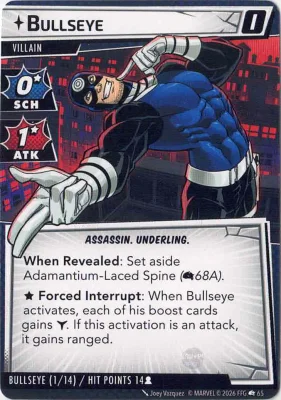 BULLSEYE
0
VILLAIN
0
SCH
1
ATK
ASSASSIN. UNDERLING.
When Revealed: Set aside
Adamantium-Laced Spine (68A).
★ Forced Interrupt: When Bullseye
activates, each of his boost cards
gains . If this activation is an attack,
it gains ranged.
Joey Vazquez © MARVEL © 2026 FFG 65
BULLSEYE (1/14) / HIT POINTS 14